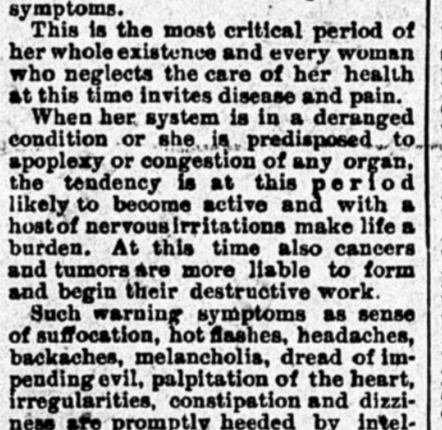 symptoms.
This is the most critical period of
her whole existence and every woman
who neglects the care of her health
at this time invites disease and pain.
When her system is in a deranged
condition or she is predisposed to
apoplexy or congestion of any organ,
the tendency is at this period
likely to become active and with a
host of nervous irritations make life a
burden. At this time also cancers
and tumors are more liable to form
and begin their destructive work.
Such warning symptoms as sense
of suffocation, hot flashes, headaches,
backaches, melancholia, dread of im-
pending evil, palpitation of the heart,
irregularities, constipation and dizzi-
ness are promptly heeded by intel-